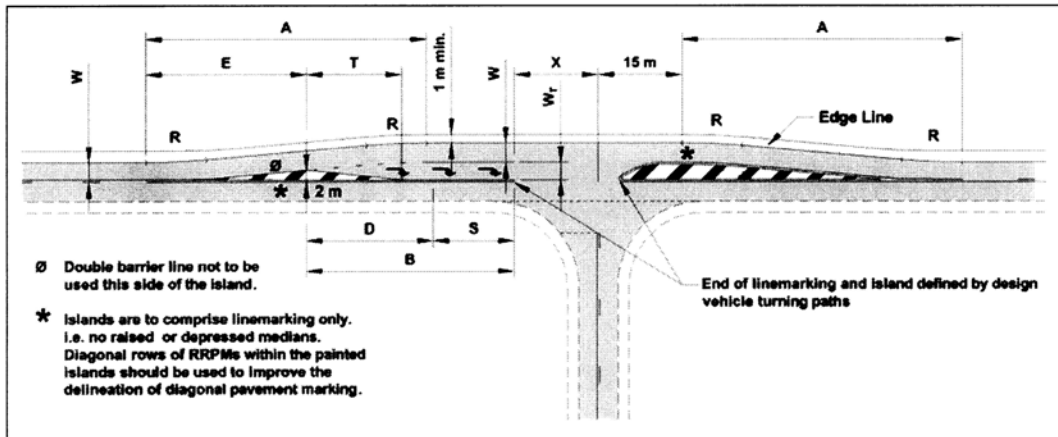 A
A
E
T
1 m min.
W
X
15 m
W
Wr
R
R
R
R
Edge Line
Ø
*
*
2 m
D
S
B
Ø Double barrier line not to be
used this side of the island.
* Islands are to comprise linemarking only.
i.e. no raised or depressed medians.
Diagonal rows of RRPMs within the painted
islands should be used to improve the
delineation of diagonal pavement marking.
End of linemarking and island defined by design
vehicle turning paths